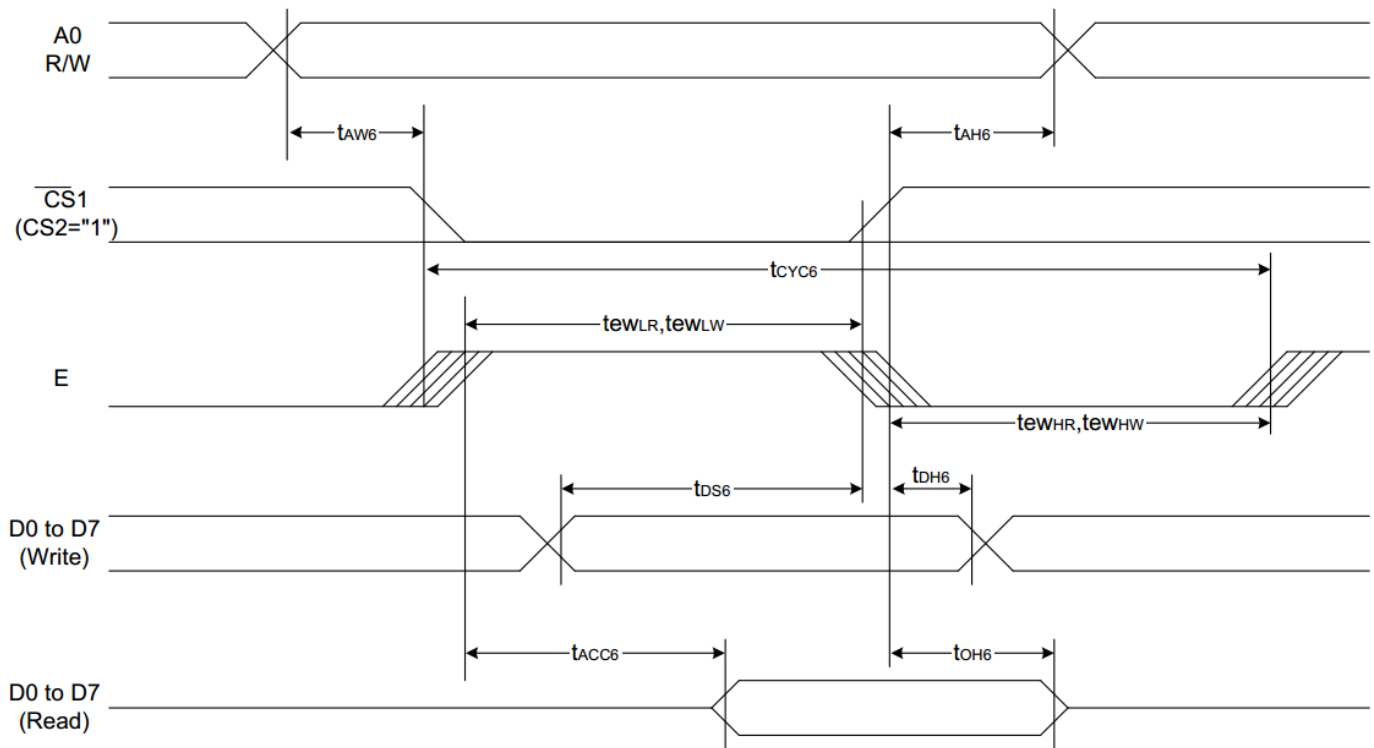 A0
R/W
tAW6
tAH6
CS1
(CS2="1")
tCYC6
tewLR,tewLW
E
tewHR,tewHW
tDS6
tDH6
D0 to D7
(Write)
tACC6
tOH6
D0 to D7
(Read)